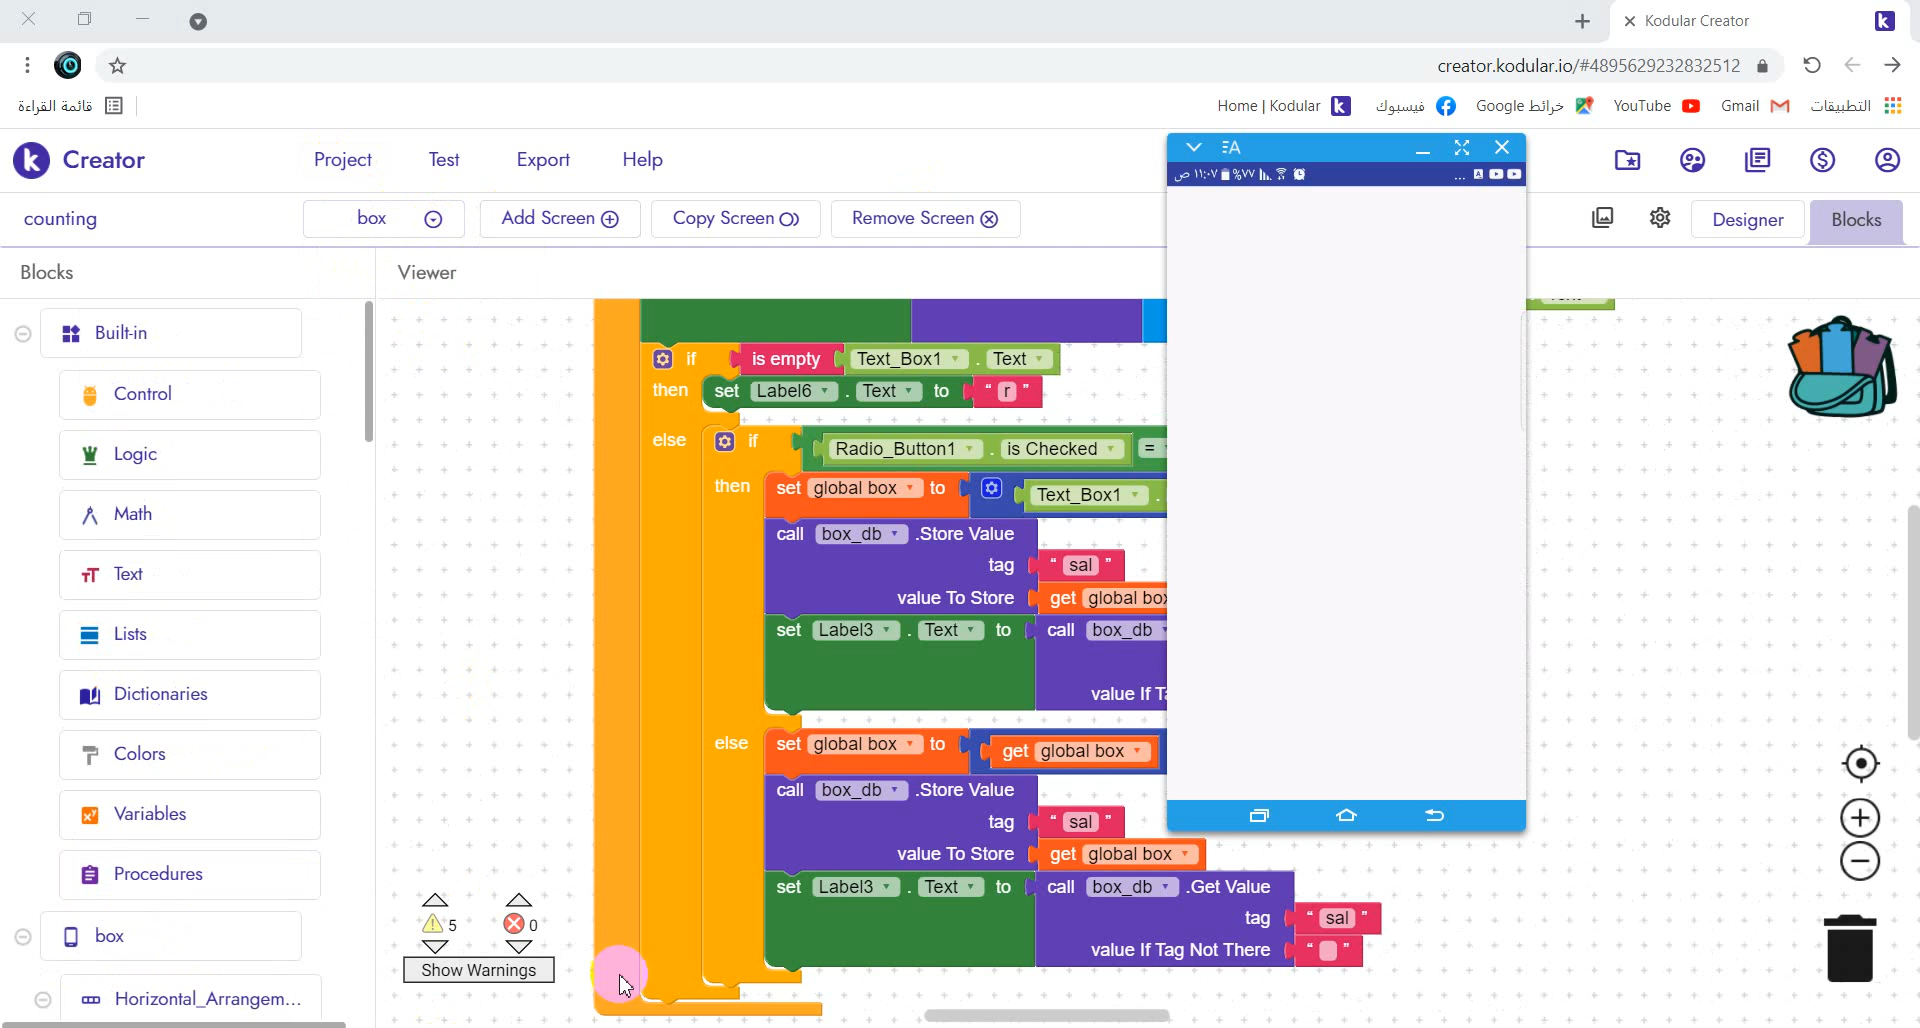 Kodular Creator
creator.kodular.io/#4895629232832512
قائمة القراءة
Home | Kodular
فيسبوك
خرائط Google
YouTube
Gmail
التطبيقات
Creator
Project
Test
Export
Help
counting
box
Add Screen
Copy Screen
Remove Screen
Designer
Blocks
Blocks
Viewer
Built-in
Control
Logic
Math
Text
Lists
Dictionaries
Colors
Variables
Procedures
box
Horizontal_Arrangem...
if is empty Text_Box1 . Text
then set Label6 . Text to “ r ”
else if Radio_Button1 . is Checked =
then set global box to Text_Box1 .
call box_db .Store Value
tag “ sal ”
value To Store get global box
set Label3 . Text to call box_db
value If Ta
else set global box to get global box
call box_db .Store Value
tag “ sal ”
value To Store get global box
set Label3 . Text to call box_db .Get Value
tag “ sal ”
value If Tag Not There “ ”
5
0
Show Warnings
A
ص ١١:٠٧ %٧٧ ...